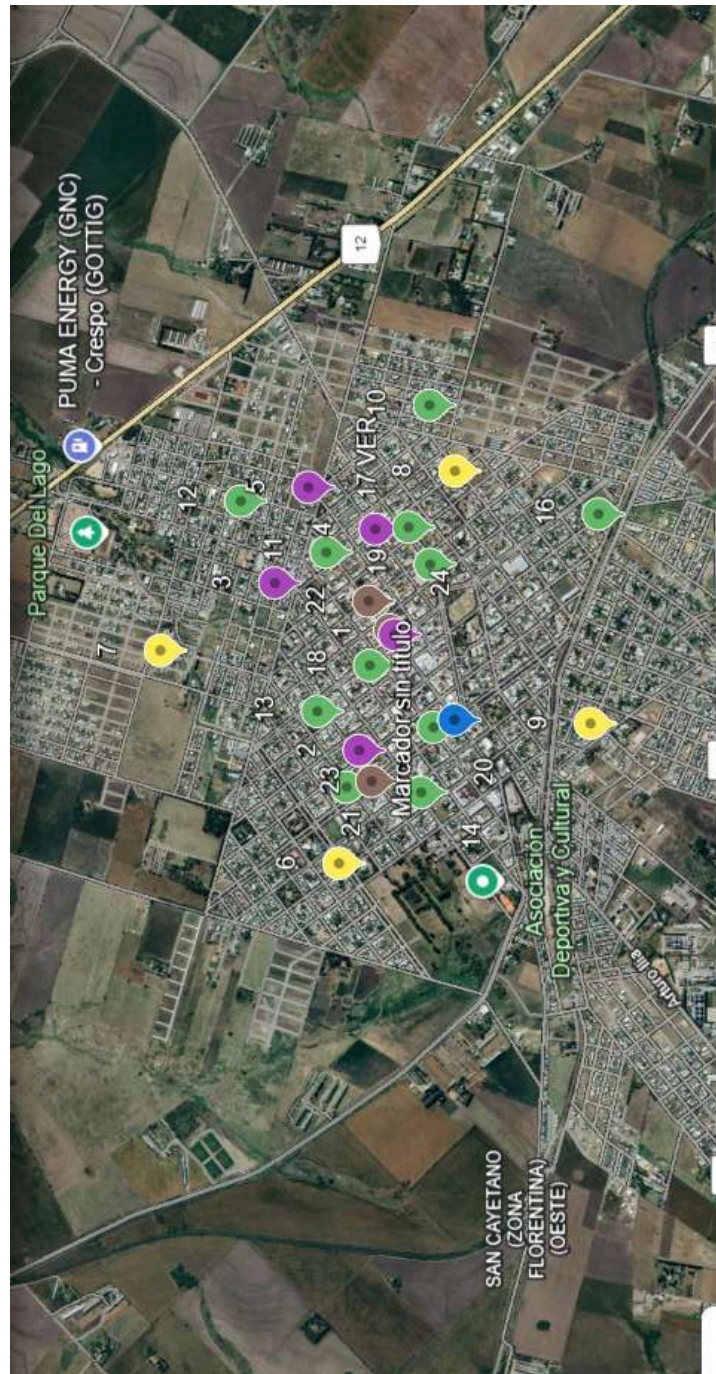 PUMA ENERGY (GNC)
- Crespo (GOTTIG)
Parque Del Lago
12
12
5
17 VER
10
8
16
3
11
4
19
24
7
22
1
18
13
2
Marcador sin título
9
23
21
20
6
14
Asociación
Deportiva y Cultural
Arturo Illia
SAN CAYETANO
(ZONA
FLORENTINA)
(OESTE)